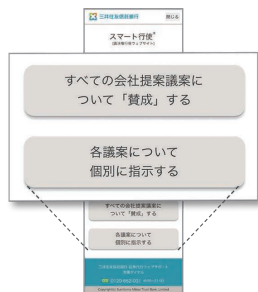 三井住友信託銀行
閉じる
スマート行使®
すべての会社提案議案に
ついて「賛成」する
各議案について
個別に指示する
すべての会社提案議案に
ついて「賛成」する
各議案について
個別に指示する